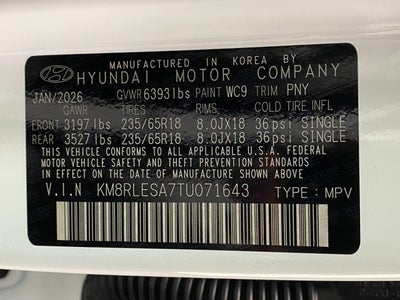 MANUFACTURED IN KOREA BY
HYUNDAI MOTOR COMPANY
JAN/2026 GVWR 6393lbs PAINT WC9 TRIM PNY
GAWR TIRES RIMS COLD TIRE INFL
FRONT 3197lbs 235/65R18 8.0JX18 36psi SINGLE
REAR 3527lbs 235/65R18 8.0JX18 36psi SINGLE
THIS VEHICLE CONFORMS TO ALL APPLICABLE U.S.A. FEDERAL
MOTOR VEHICLE SAFETY AND THEFT PREVENTION STANDARDS
IN EFFECT ON THE DATE OF MANUFACTURE SHOWN ABOVE.
V.I.N KM8RLESA7TU071643 TYPE : MPV